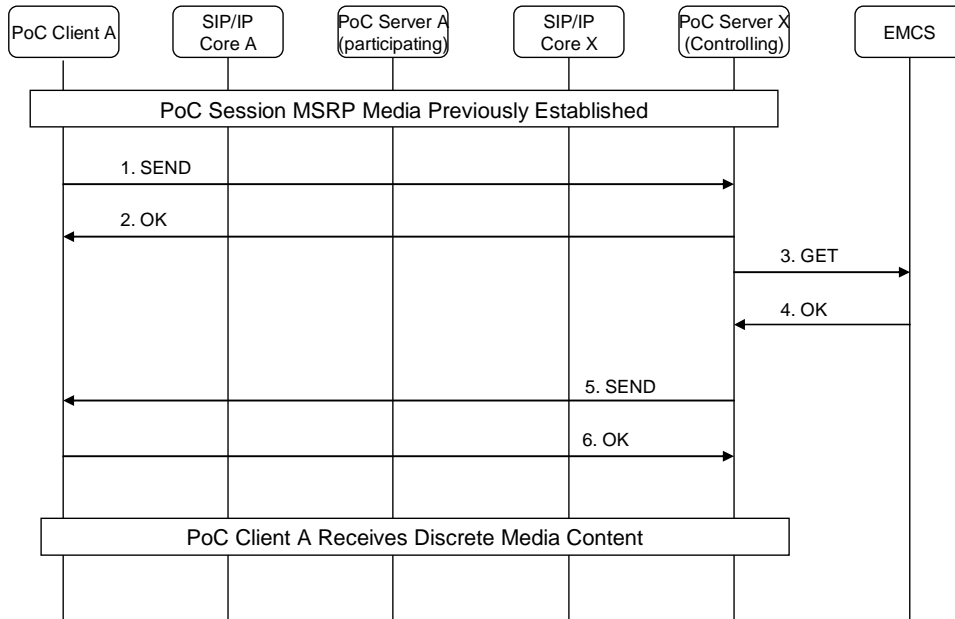 PoC Client A
SIP/IP
Core A
PoC Server A
(participating)
SIP/IP
Core X
PoC Server X
(Controlling)
EMCS
PoC Session MSRP Media Previously Established
1. SEND
2. OK
3. GET
4. OK
5. SEND
6. OK
PoC Client A Receives Discrete Media Content